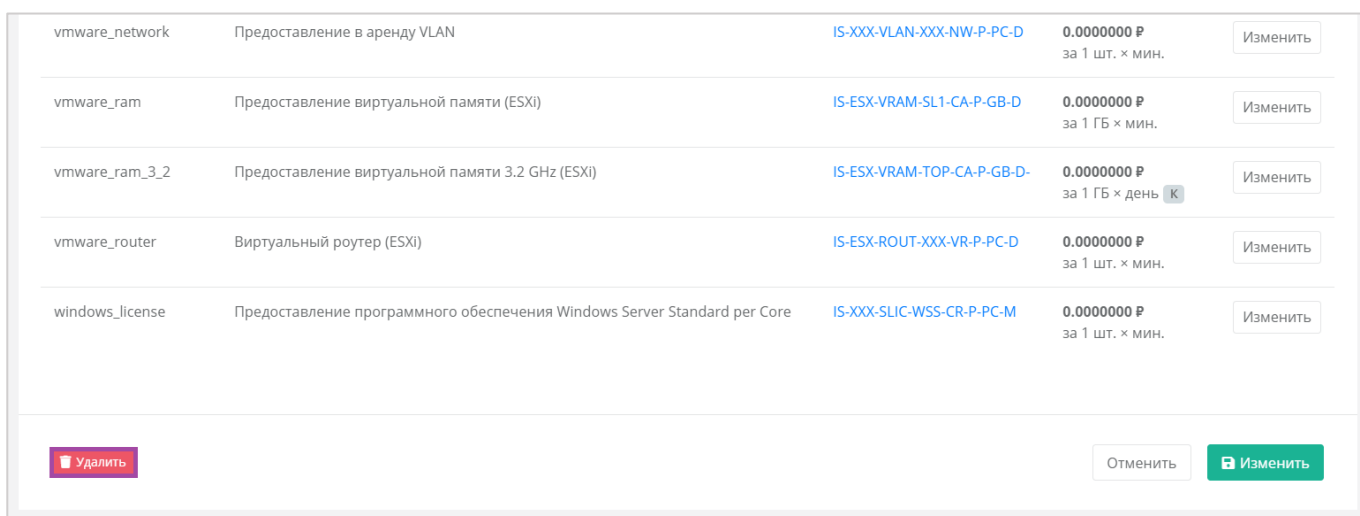 vmware_network Предоставление в аренду VLAN IS-XXX-VLAN-XXX-NW-P-PC-D 0.0000000 ₽ Изменить
за 1 шт. × мин.
vmware_ram Предоставление виртуальной памяти (ESXi) IS-ESX-VRAM-SL1-CA-P-GB-D 0.0000000 ₽ Изменить
за 1 ГБ × мин.
vmware_ram_3_2 Предоставление виртуальной памяти 3.2 GHz (ESXi) IS-ESX-VRAM-TOP-CA-P-GB-D- 0.0000000 ₽ Изменить
за 1 ГБ × день K
vmware_router Виртуальный роутер (ESXi) IS-ESX-ROUT-XXX-VR-P-PC-D 0.0000000 ₽ Изменить
за 1 шт. × мин.
windows_license Предоставление программного обеспечения Windows Server Standard per Core IS-XXX-SLIC-WSS-CR-P-PC-M 0.0000000 ₽ Изменить
за 1 шт. × мин.
Удалить Отменить Изменить